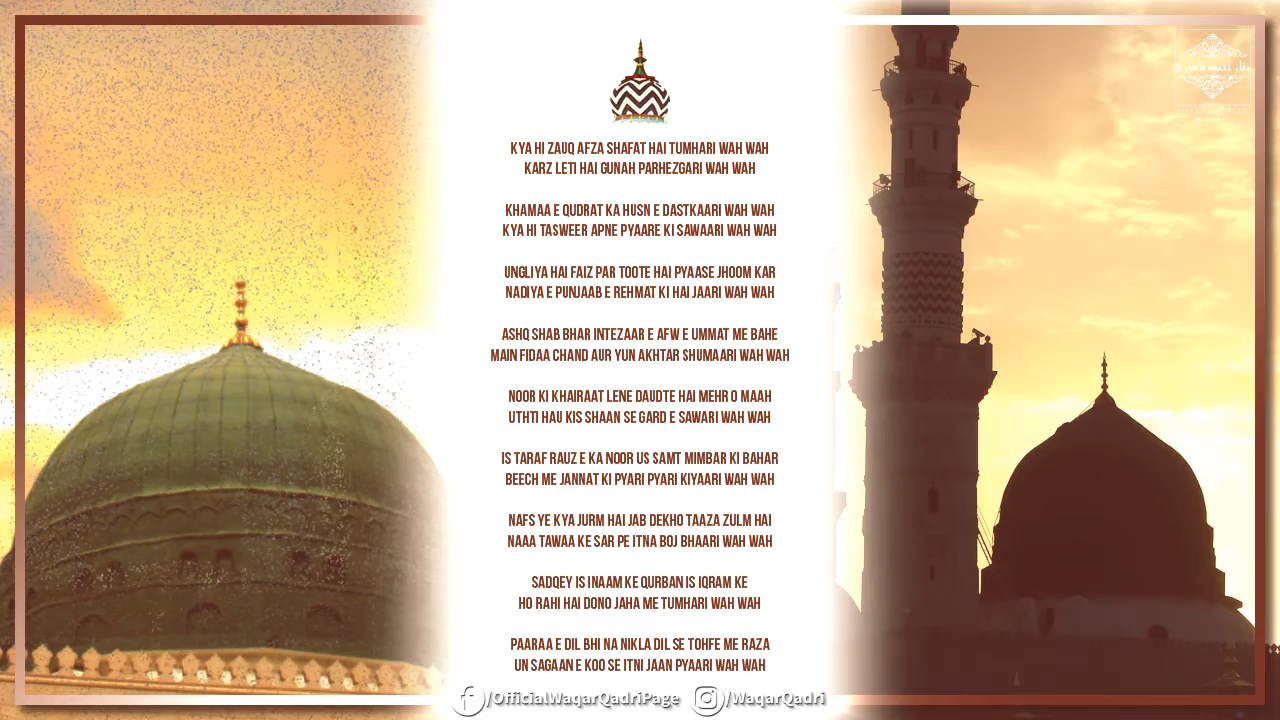 KYA HI ZAUQ AFZA SHAFAT HAI TUMHARI WAH WAH
KARZ LETI HAI GUNAH PARHEZGARI WAH WAH
KHAMAA E QUDRAT KA HUSN E DASTKAARI WAH WAH
KYA HI TASWEER APNE PYAARE KI SAWAARI WAH WAH
UNGLIYA HAI FAIZ PAR TOOTE HAI PYAASE JHOOM KAR
NADIYA E PUNJAAB E REHMAT KI HAI JAARI WAH WAH
ASHQ SHAB BHAR INTEZAAR E AFW E UMMAT ME BAHE
MAIN FIDAA CHAND AUR YUN AKHTAR SHUMAARI WAH WAH
NOOR KI KHAIRAAT LENE DAUDTE HAI MEHR O MAAH
UTHTI HAU KIS SHAAN SE GARD E SAWARI WAH WAH
IS TARAF RAUZ E KA NOOR US SAMT MIMBAR KI BAHAR
BEECH ME JANNAT KI PYARI PYARI KIYAARI WAH WAH
NAFS YE KYA JURM HAI JAB DEKHO TAAZA ZULM HAI
NAAA TAWAA KE SAR PE ITNA BOJ BHAARI WAH WAH
SADQEY IS INAAM KE QURBAN IS IQRAM KE
HO RAHI HAI DONO JAHA ME TUMHARI WAH WAH
PAARAA E DIL BHI NA NIKLA DIL SE TOHFE ME RAZA
UN SAGAAN E KOO SE ITNI JAAN PYAARI WAH WAH
/OfficialWaqarQadriPage /WaqarQadri